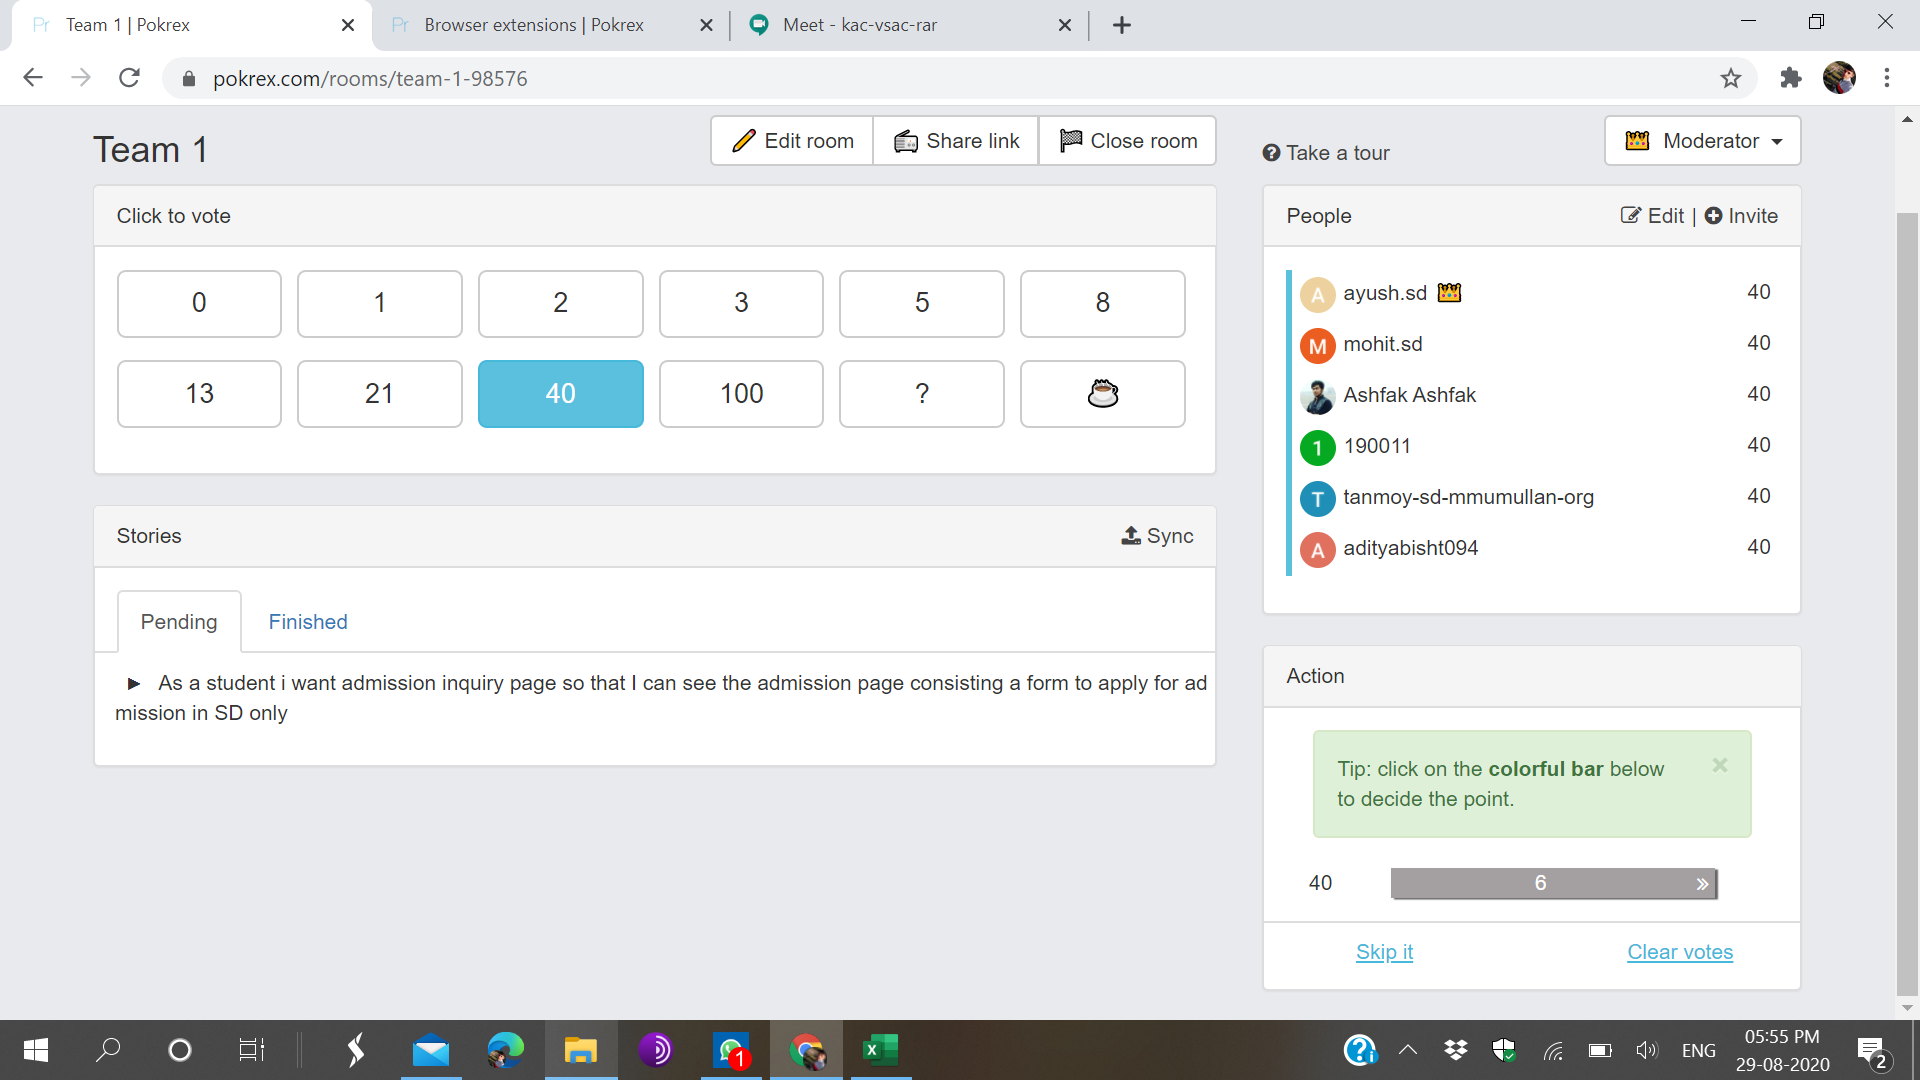 Team 1 | Pokrex
Browser extensions | Pokrex
Meet - kac-vsac-rar
pokrex.com/rooms/team-1-98576
Team 1
Edit room
Share link
Close room
Take a tour
Moderator
Click to vote
0 1 2 3 5 8
13 21 40 100 ?
Stories
Sync
Pending
Finished
As a student i want admission inquiry page so that I can see the admission page consisting a form to apply for ad
mission in SD only
People
Edit | Invite
A ayush.sd 40
M mohit.sd 40
Ashfak Ashfak 40
1 190011 40
T tanmoy-sd-mmumullan-org 40
A adityabisht094 40
Action
Tip: click on the colorful bar below
to decide the point.
40 6
Skip it
Clear votes
1
ENG
05:55 PM
29-08-2020
2